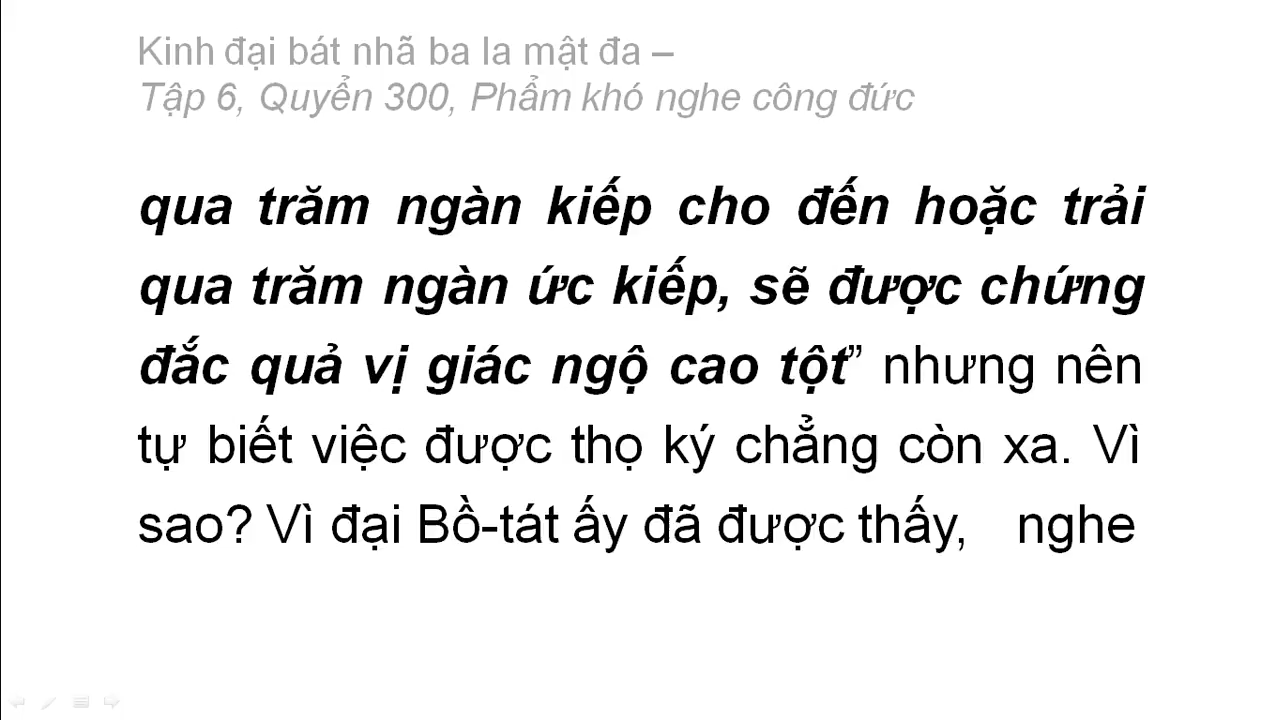 Kinh đại bát nhã ba la mật đa –
Tập 6, Quyển 300, Phẩm khó nghe công đức
qua trăm ngàn kiếp cho đến hoặc trải
qua trăm ngàn ức kiếp, sẽ được chứng
đắc quả vị giác ngộ cao tột” nhưng nên
tự biết việc được thọ ký chẳng còn xa. Vì
sao? Vì đại Bồ-tát ấy đã được thấy, nghe